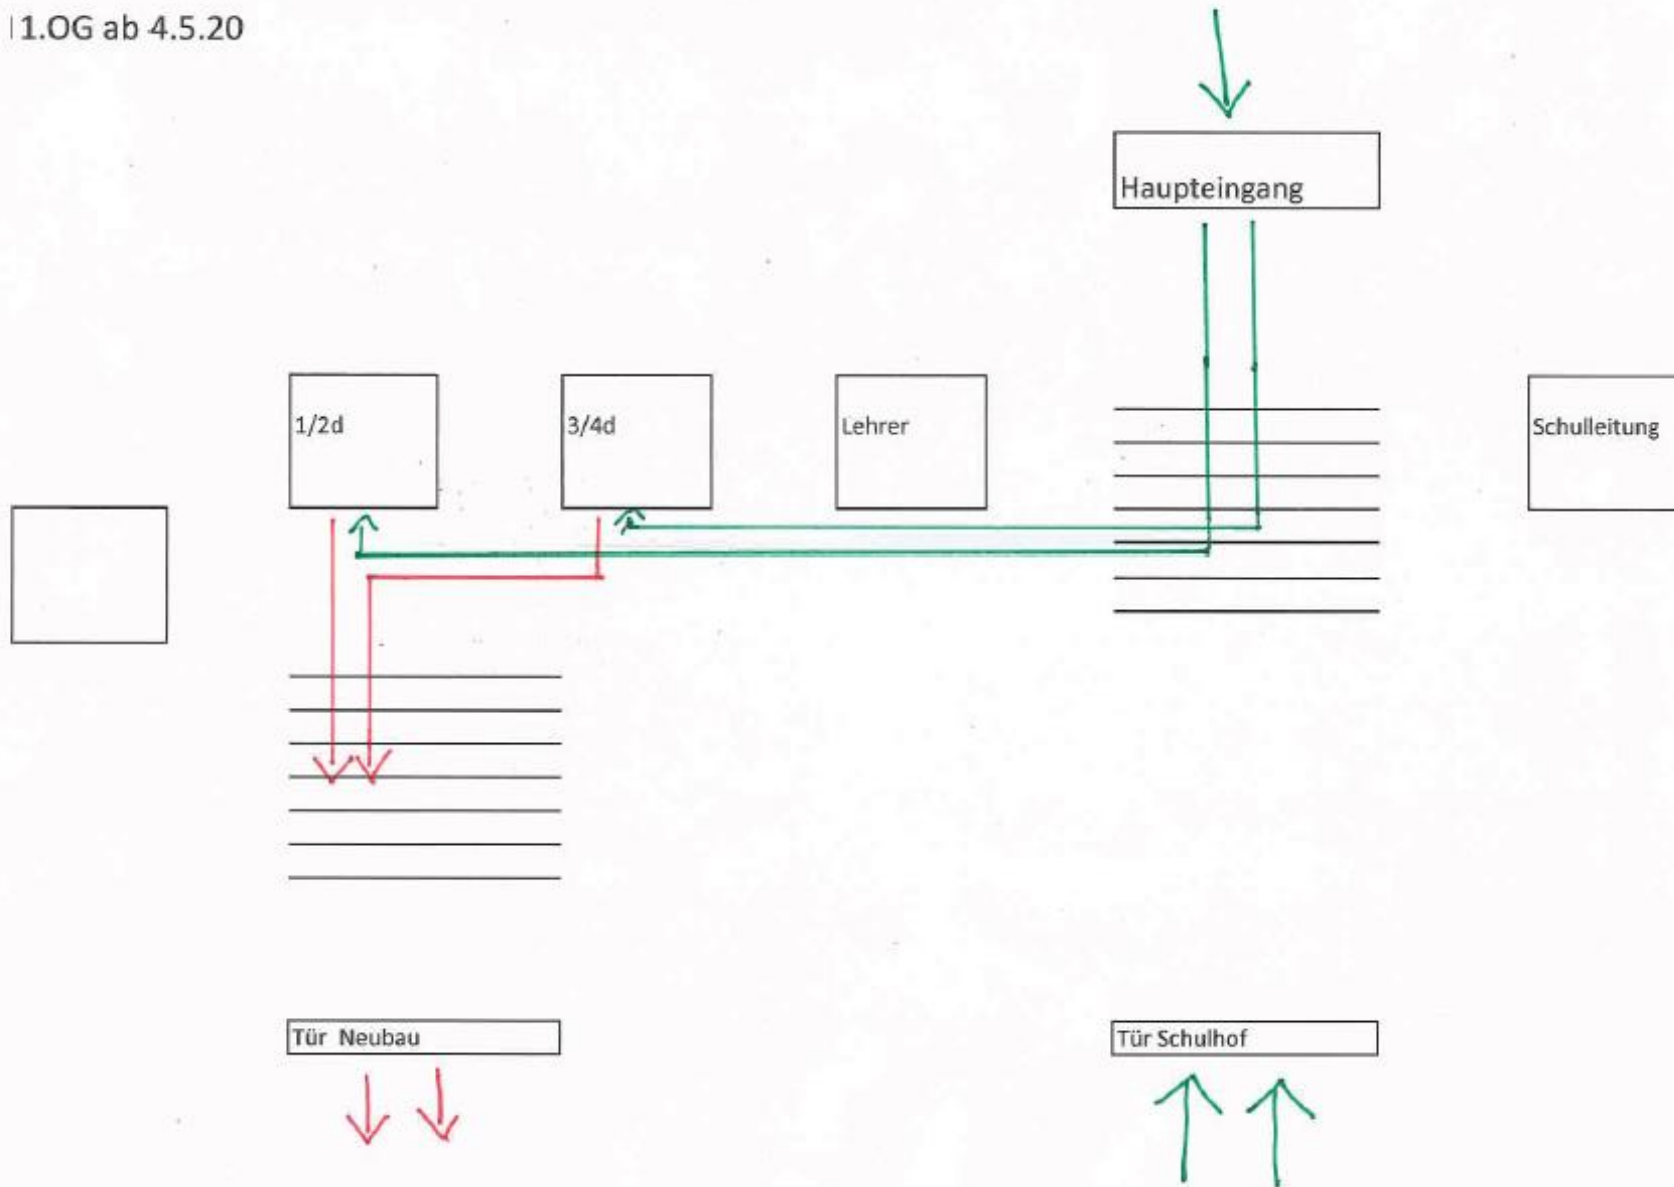 1.OG ab 4.5.20
Haupteingang
1/2d
3/4d
Lehrer
Schulleitung
Tür Neubau
Tür Schulhof